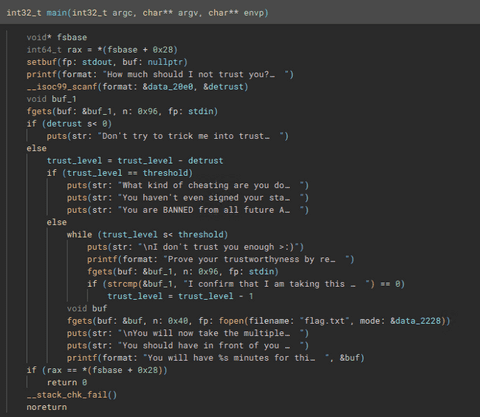 int32_t main(int32_t argc, char** argv, char** envp)
void* fsbase
int64_t rax = *(fsbase + 0x28)
setbuf(fp: stdout, buf: nullptr)
printf(format: "How much should I not trust you?… ")
__isoc99_scanf(format: &data_20e0, &detrust)
void buf_1
fgets(buf: &buf_1, n: 0x96, fp: stdin)
if (detrust s< 0)
puts(str: "Don't try to trick me into trust… ")
else
trust_level = trust_level - detrust
if (trust_level == threshold)
puts(str: "What kind of cheating are you do… ")
puts(str: "You haven't even signed your sta… ")
puts(str: "You are BANNED from all future A… ")
else
while (trust_level s< threshold)
puts(str: "\nI don't trust you enough >:)")
printf(format: "Prove your trustworthyness by re… ")
fgets(buf: &buf_1, n: 0x96, fp: stdin)
if (strcmp(&buf_1, "I confirm that I am taking this … ") == 0)
trust_level = trust_level - 1
void buf
fgets(buf: &buf, n: 0x40, fp: fopen(filename: "flag.txt", mode: &data_2228))
puts(str: "\nYou will now take the multiple… ")
puts(str: "You should have in front of you … ")
printf(format: "You will have %s minutes for thi… ", &buf)
if (rax == *(fsbase + 0x28))
return 0
__stack_chk_fail()
noreturn